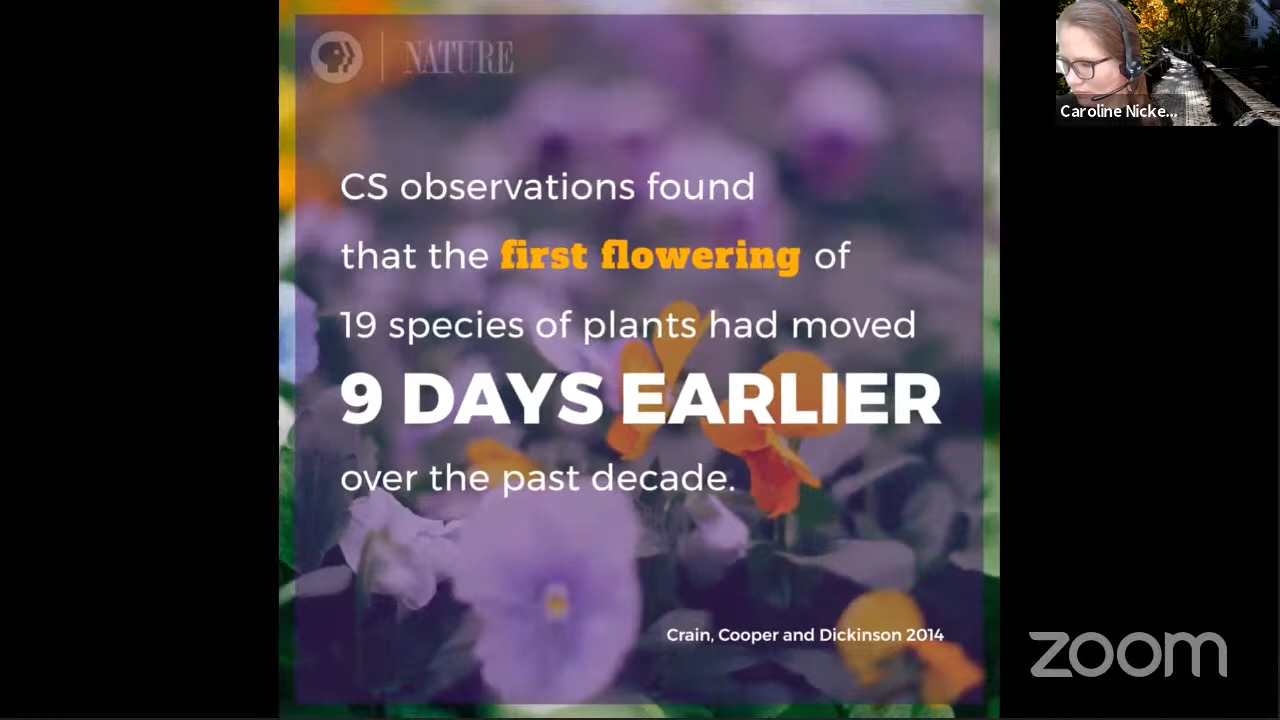 NATURE
Caroline Nicke...
CS observations found
that the first flowering of
19 species of plants had moved
9 DAYS EARLIER
over the past decade.
Crain, Cooper and Dickinson 2014
zoom